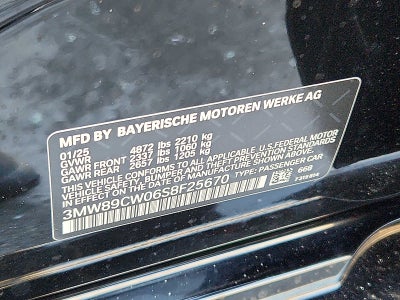 MFD BY BAYERISCHE MOTOREN WERKE AG
01/25
GVWR 4872 lbs 2210 kg
GAWR FRONT 2337 lbs 1060 kg
GAWR REAR 2657 lbs 1205 kg
THIS VEHICLE CONFORMS TO ALL APPLICABLE U.S. FEDERAL MOTOR
VEHICLE SAFETY, BUMPER, AND THEFT PREVENTION STANDARDS
IN EFFECT ON THE DATE OF MANUFACTURE SHOWN ABOVE.
3MW89CW06S8F25670 TYPE: PASSENGER CAR
668